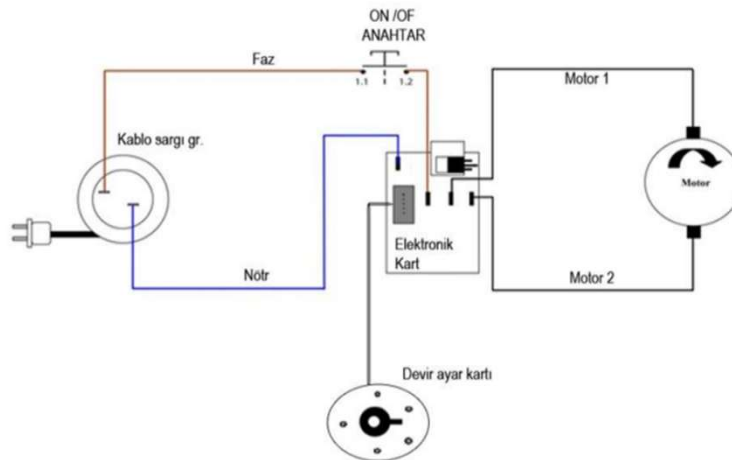 ON /OF
ANAHTAR
Faz
1.1
1.2
Motor 1
Kablo sargı gr.
Motor
Elektronik
Kart
Nötr
Motor 2
Devir ayar kartı